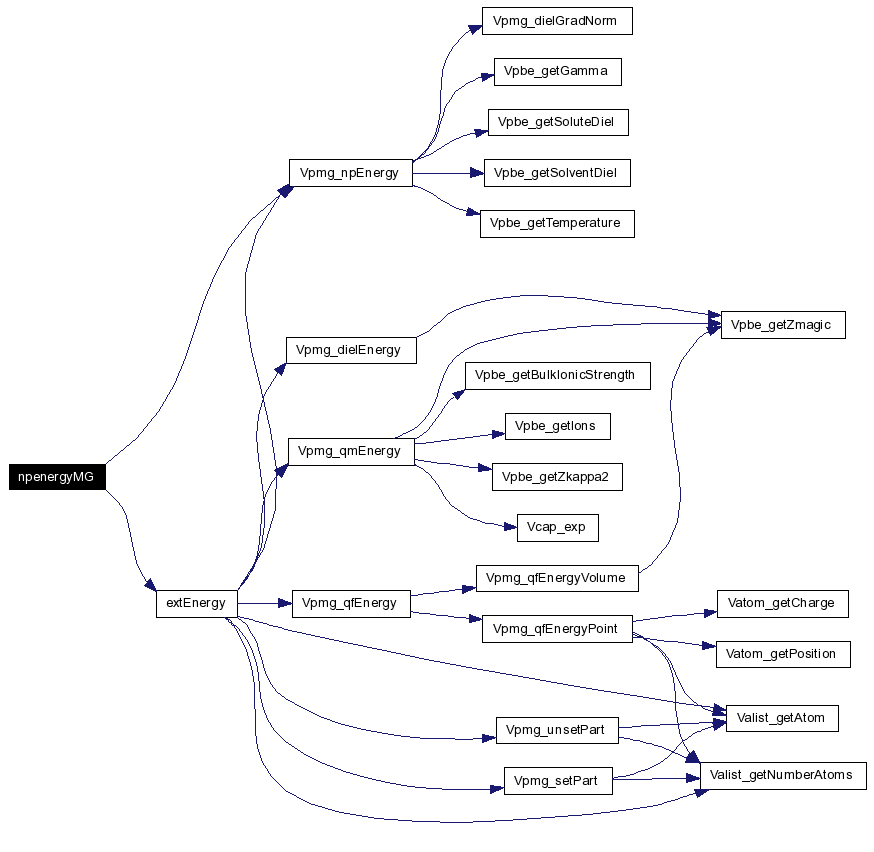 Vpmg_dielGradNorm
Vpbe_getGamma
Vpbe_getSoluteDiel
Vpmg_npEnergy
Vpbe_getSolventDiel
Vpbe_getTemperature
Vpbe_getZmagic
Vpmg_dielEnergy
Vpbe_getBulkIonicStrength
Vpbe_getIons
Vpmg_qmEnergy
npenergyMG
Vpbe_getZkappa2
Vcap_exp
Vpmg_qfEnergyVolume
extEnergy
Vpmg_qfEnergy
Vatom_getCharge
Vpmg_qfEnergyPoint
Vatom_getPosition
Valist_getAtom
Vpmg_unsetPart
Vpmg_setPart
Valist_getNumberAtoms